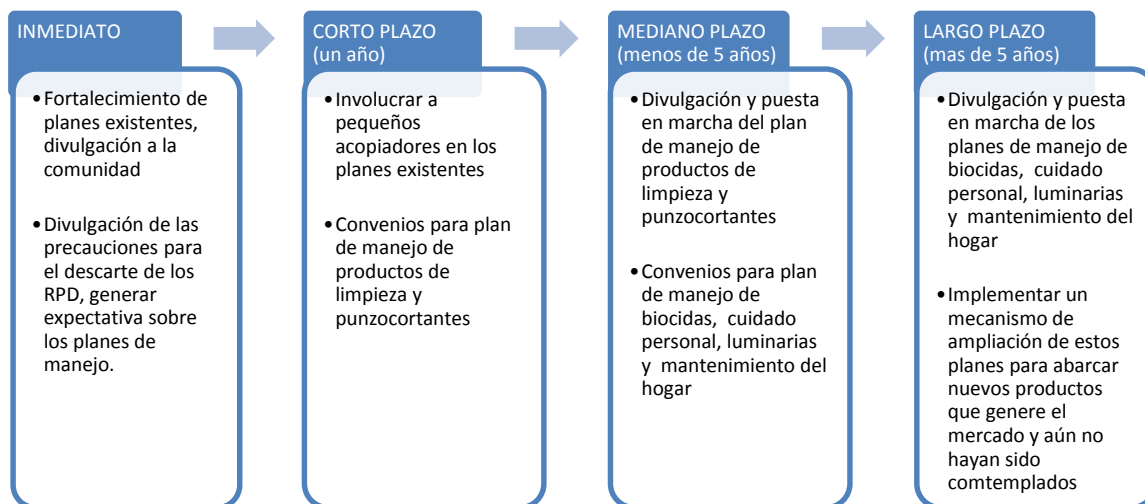 INMEDIATO
•Fortalecimiento de
planes existentes,
divulgación a la
comunidad
•Divulgación de las
precauciones para
el descarte de los
RPD, generar
expectativa sobre
los planes de
manejo.
CORTO PLAZO
(un año)
•Involucrar a
pequeños
acopiadores en los
planes existentes
•Convenios para plan
de manejo de
productos de
limpieza y
punzocortantes
MEDIANO PLAZO
(menos de 5 años)
•Divulgación y puesta
en marcha del plan
de manejo de
productos de
limpieza y
punzocortantes
•Convenios para plan
de manejo de
biocidas, cuidado
personal, luminarias
y mantenimiento del
hogar
LARGO PLAZO
(mas de 5 años)
•Divulgación y puesta
en marcha de los
planes de manejo de
biocidas, cuidado
personal, luminarias
y mantenimiento del
hogar
•Implementar un
mecanismo de
ampliación de estos
planes para abarcar
nuevos productos
que genere el
mercado y aún no
hayan sido
comtemplados